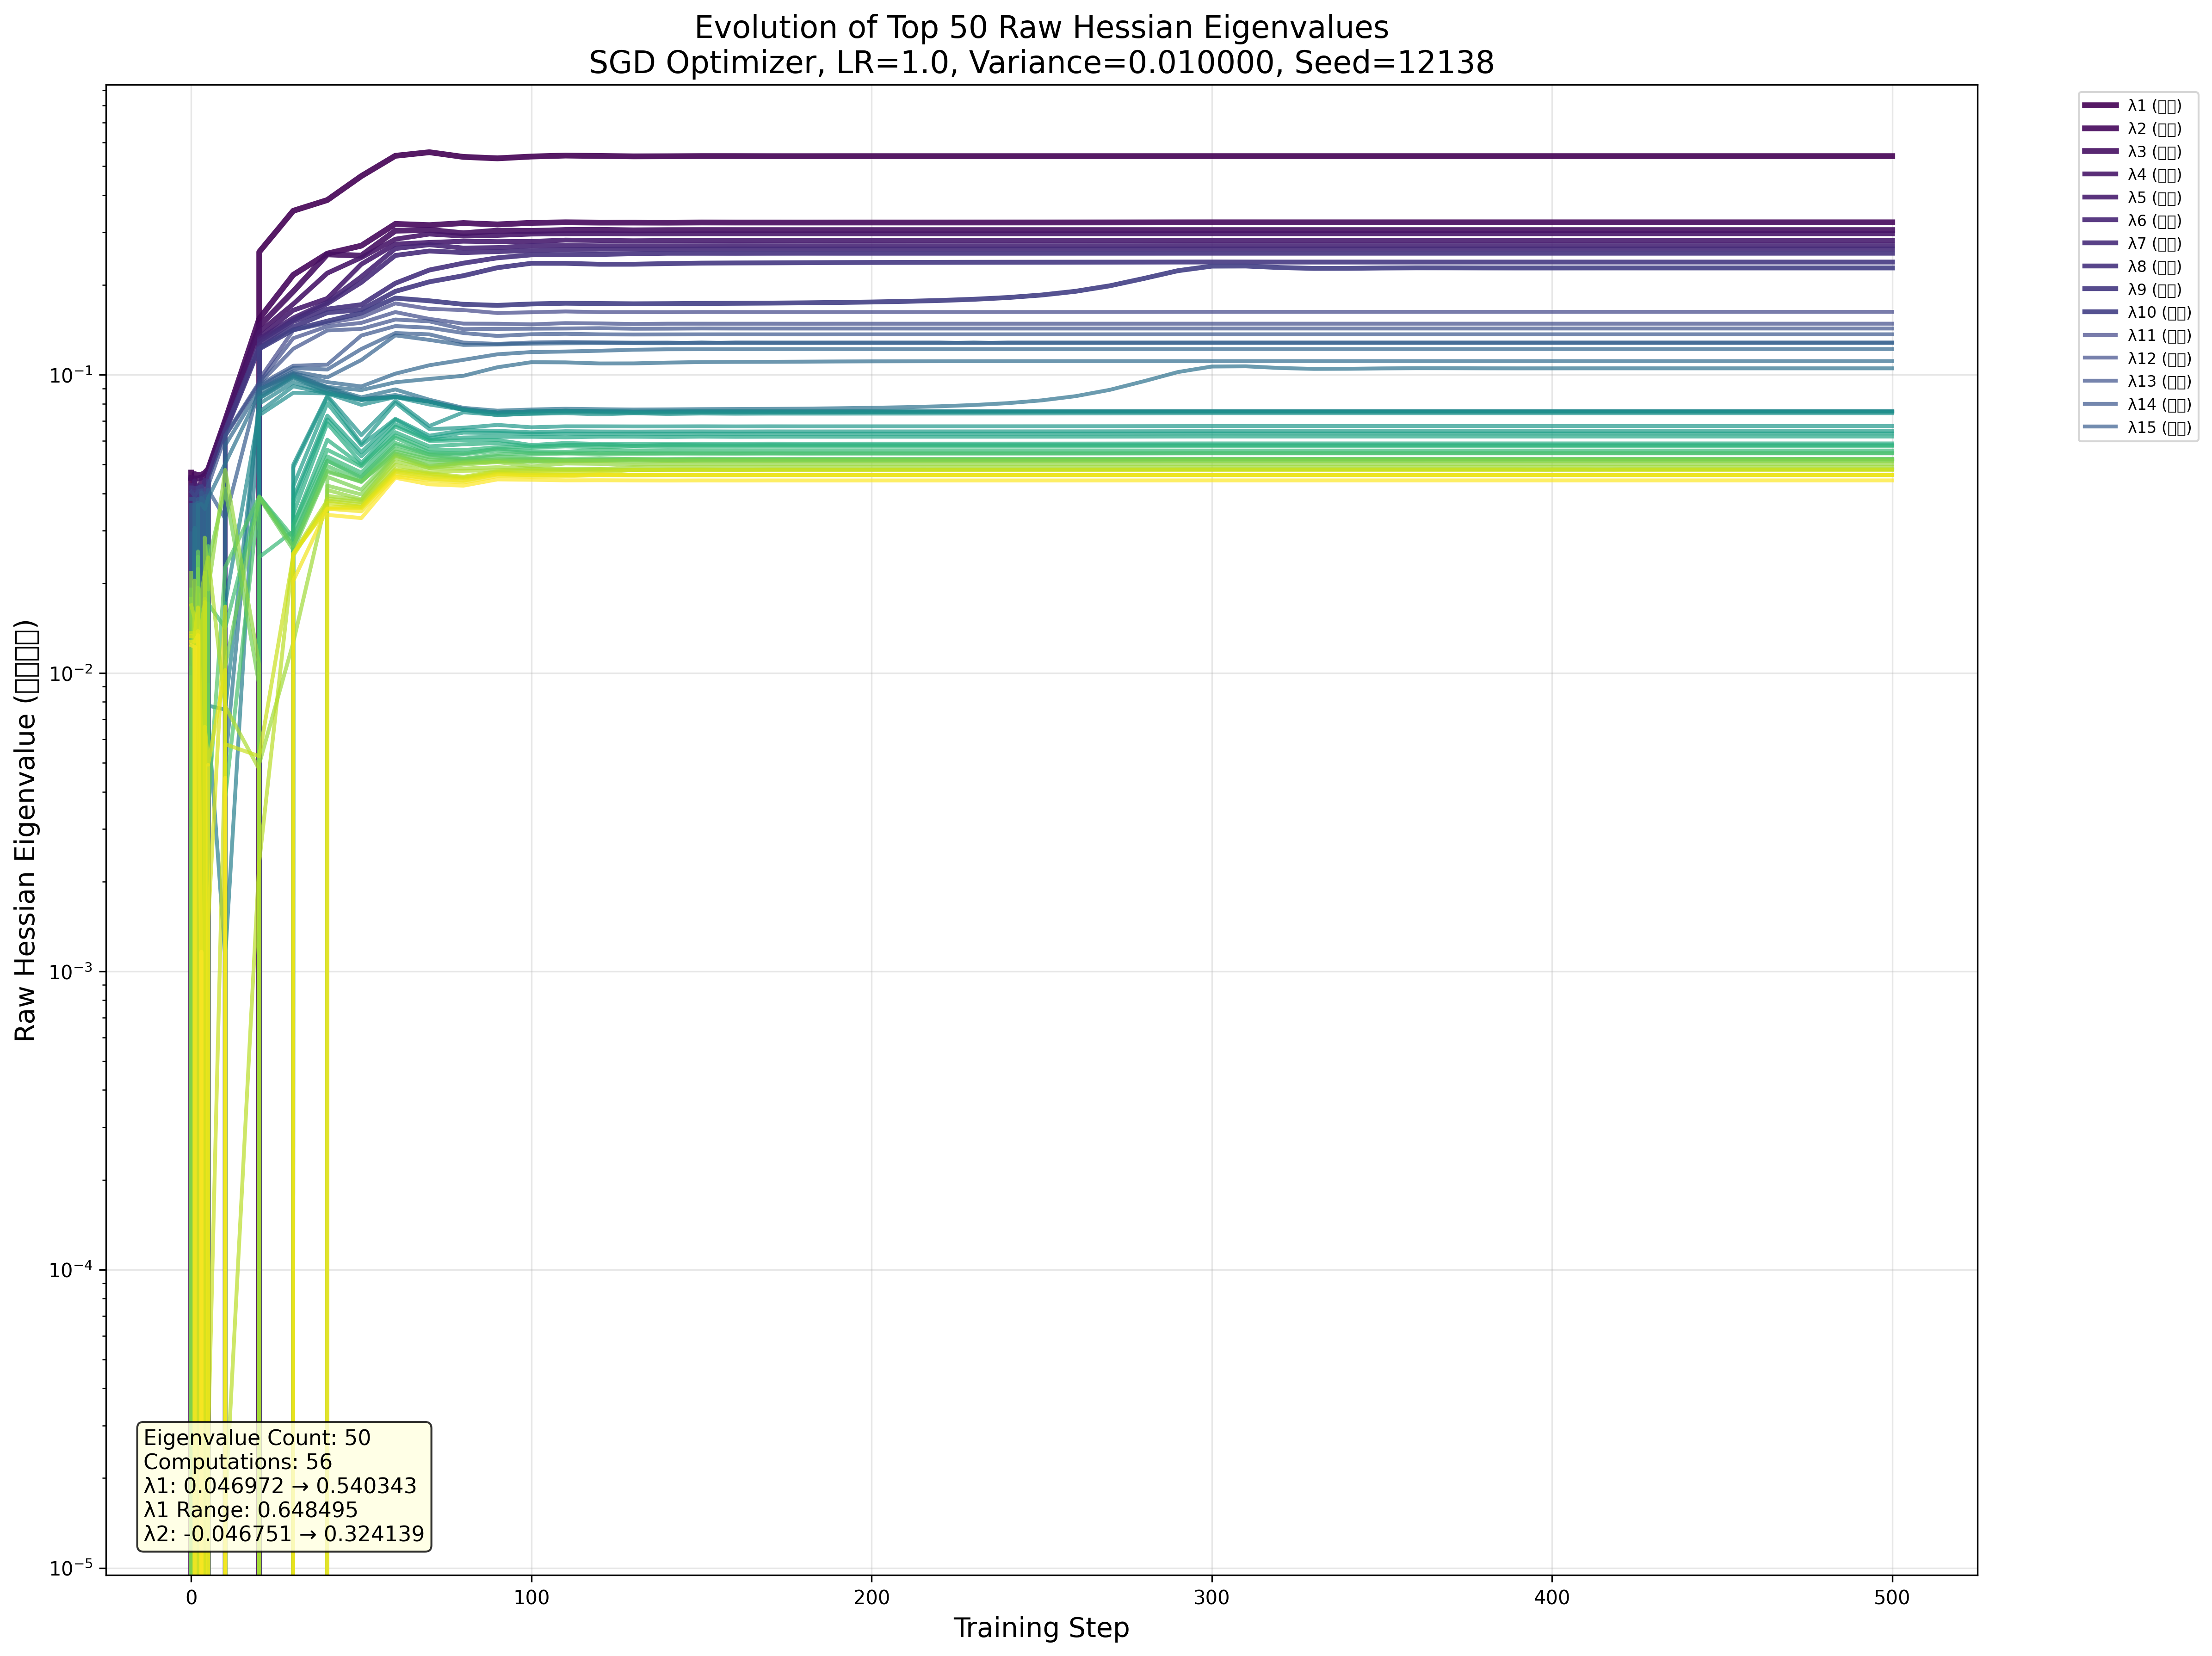 Evolution of Top 50 Raw Hessian Eigenvalues
SGD Optimizer, LR=1.0, Variance=0.010000, Seed=12138
Raw Hessian Eigenvalue (□□□□)
10⁻¹
10⁻²
10⁻³
10⁻⁴
10⁻⁵
Eigenvalue Count: 50
Computations: 56
λ1: 0.046972 → 0.540343
λ1 Range: 0.648495
λ2: -0.046751 → 0.324139
0
100
200
300
400
500
Training Step
λ1 (□□)
λ2 (□□)
λ3 (□□)
λ4 (□□)
λ5 (□□)
λ6 (□□)
λ7 (□□)
λ8 (□□)
λ9 (□□)
λ10 (□□)
λ11 (□□)
λ12 (□□)
λ13 (□□)
λ14 (□□)
λ15 (□□)